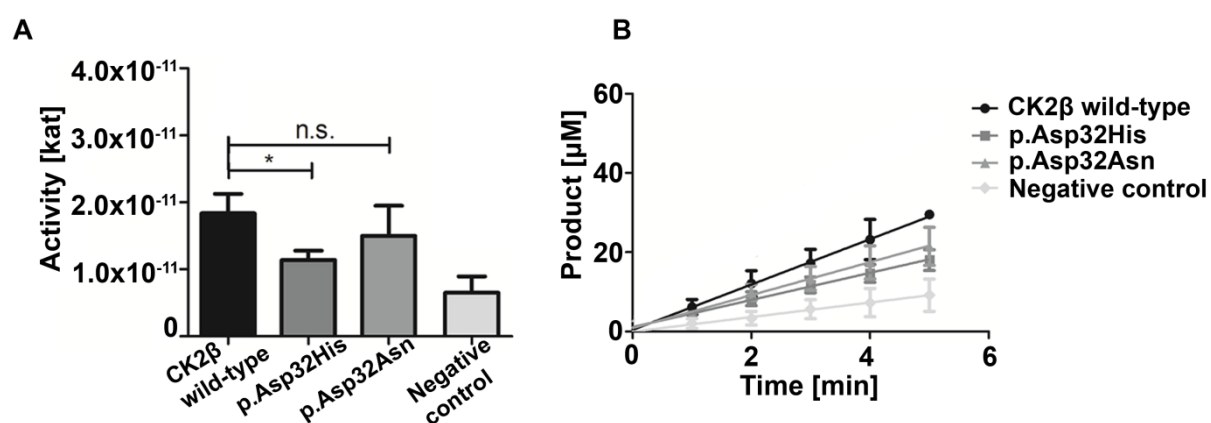 A
Activity [kat]
4.0x10⁻¹¹
3.0x10⁻¹¹
2.0x10⁻¹¹
1.0x10⁻¹¹
0
n.s.
*
CK2β
wild-type
p.Asp32His
p.Asp32Asn
Negative
control
B
Product [µM]
60
40
20
0
0
2
4
6
Time [min]
CK2β wild-type
p.Asp32His
p.Asp32Asn
Negative control